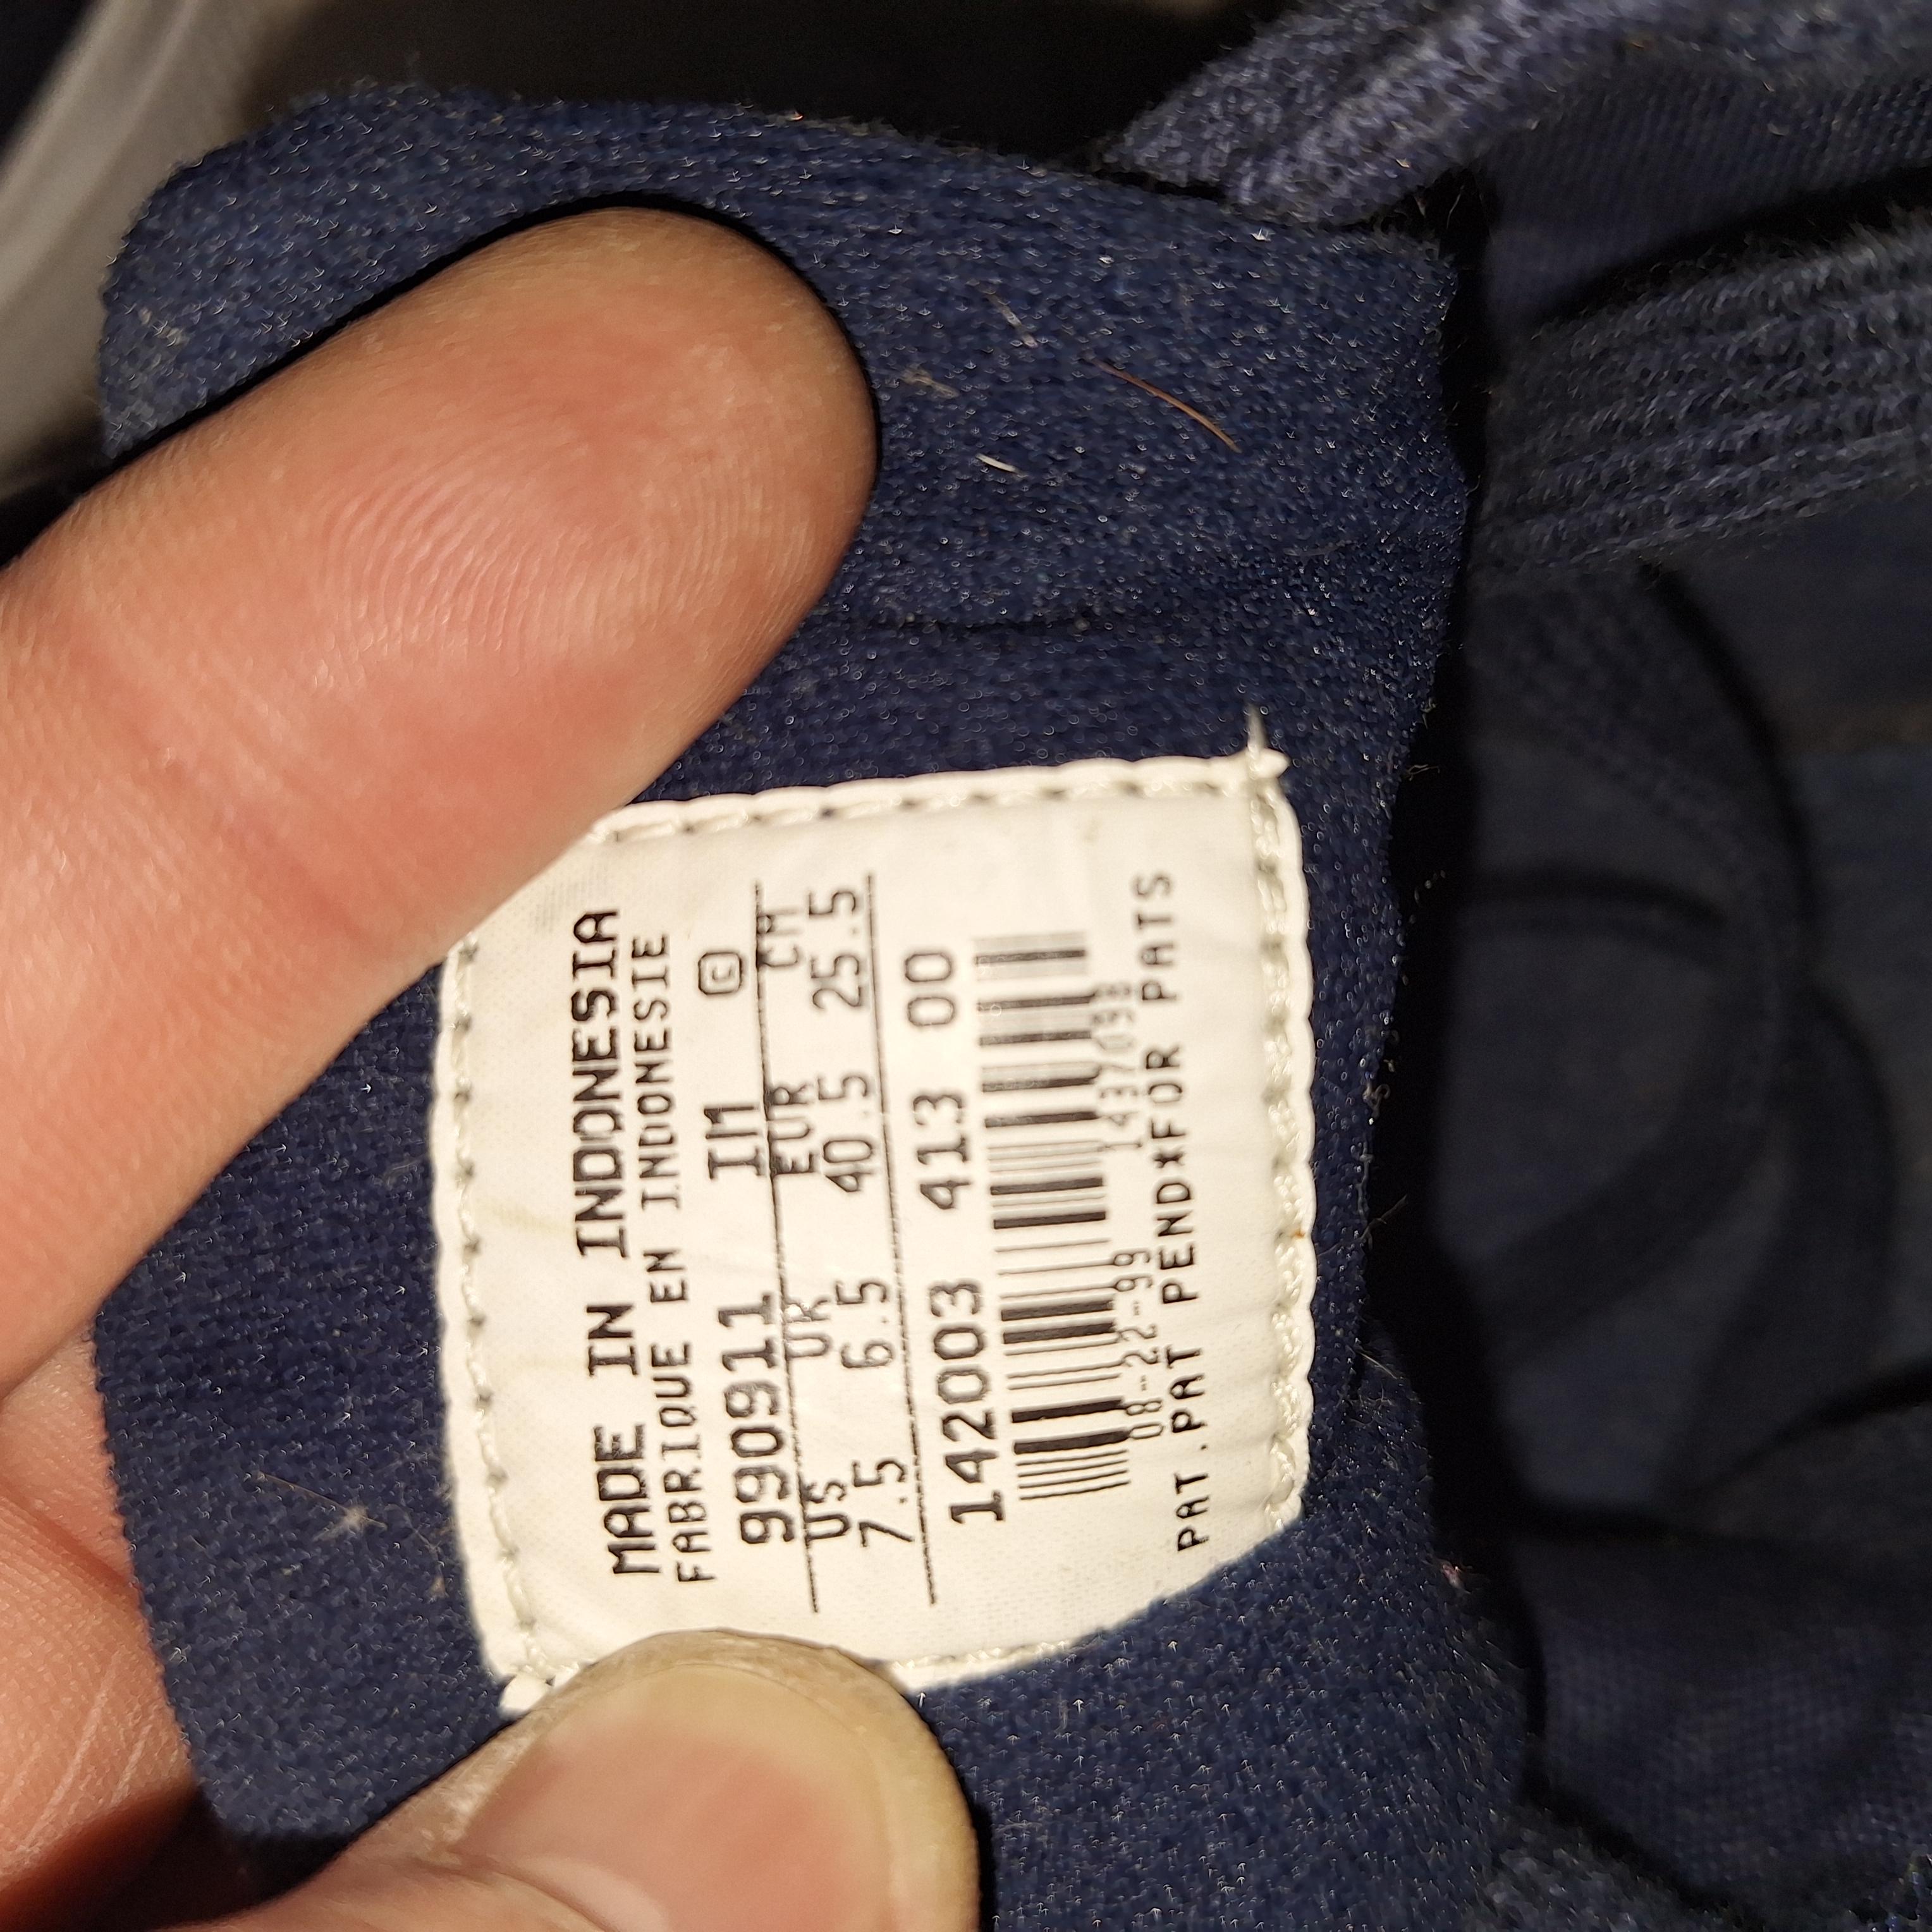 MADE IN INDONESIA
FABRIQUE EN INDONESIE
990911 IM ©
US UK EUR CM
7.5 6.5 40.5 25.5
142003 413 00
08-22-99 1437093
PAT.PAT PEND*FOR PATS